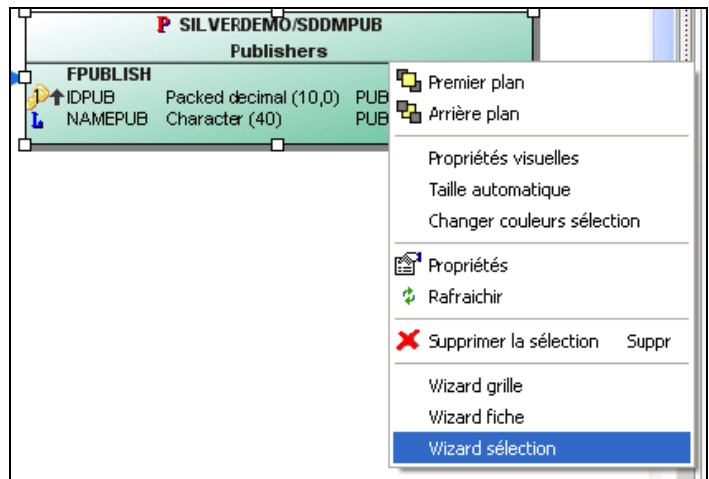 P SILVERDEMO/SDDMPUB
Publishers
FPUBLISH
1 IDPUB Packed decimal (10,0) PUB
L NAMEPUB Character (40) PUB
Premier plan
Arrière plan
Propriétés visuelles
Taille automatique
Changer couleurs sélection
Propriétés
Rafraichir
Supprimer la sélection Suppr
Wizard grille
Wizard fiche
Wizard sélection